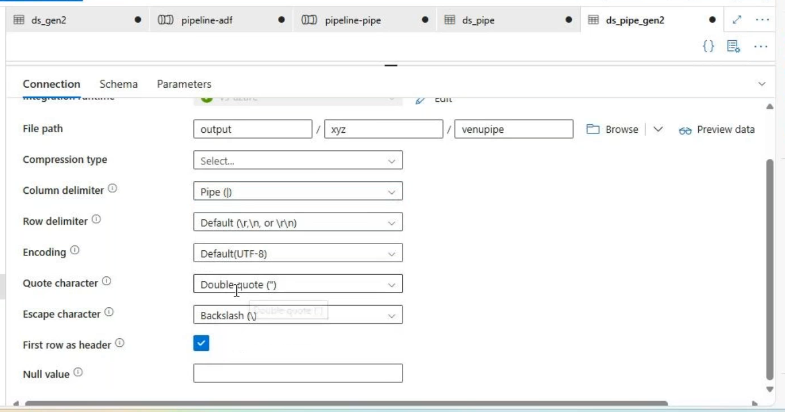 ds_gen2
pipeline-adf
pipeline-pipe
ds_pipe
ds_pipe_gen2
Connection Schema Parameters
Integration runtime Edit
File path output / xyz / venupipe Browse Preview data
Compression type Select...
Column delimiter Pipe (|)
Row delimiter Default (\r,\n, or \r\n)
Encoding Default(UTF-8)
Quote character Double quote (")
Double quote (")
Escape character Backslash (\)
First row as header
Null value